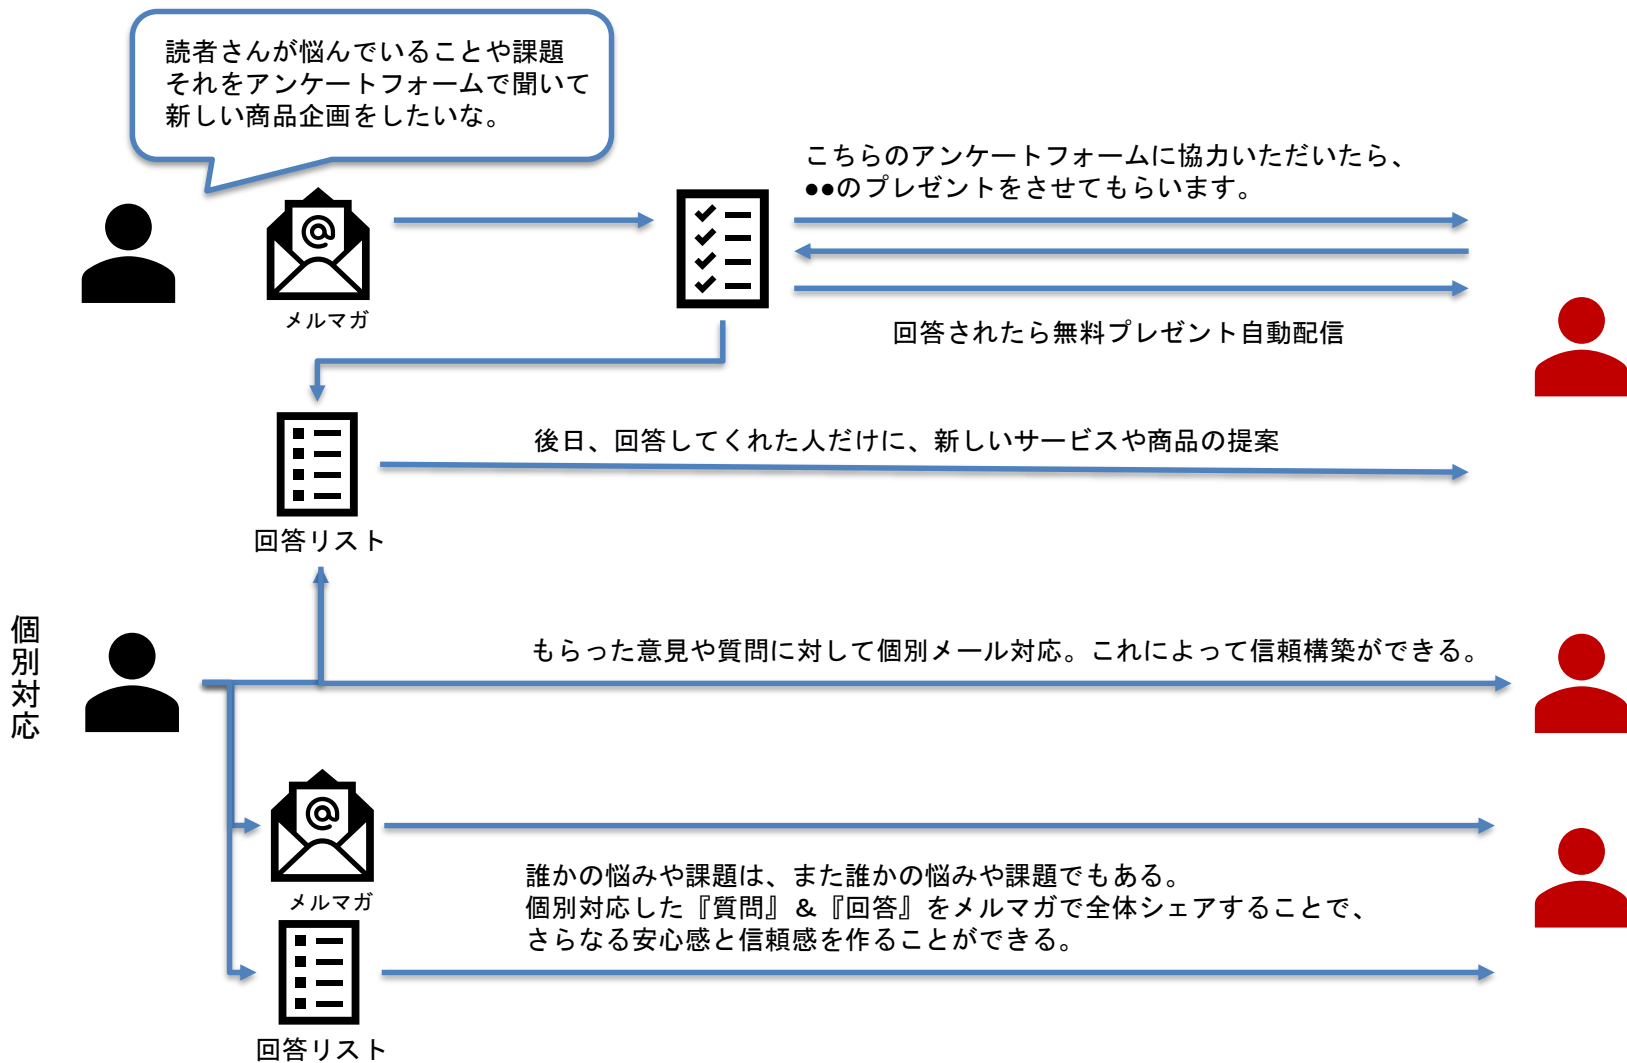 読者さんが悩んでいることや課題
それをアンケートフォームで聞いて
新しい商品企画をしたいな。
こちらのアンケートフォームに協力いただいたら、
●●のプレゼントをさせてもらいます。
メルマガ
回答されたら無料プレゼント自動配信
後日、回答してくれた人だけに、新しいサービスや商品の提案
回答リスト
個別対応
もらった意見や質問に対して個別メール対応。これによって信頼構築ができる。
メルマガ
誰かの悩みや課題は、また誰かの悩みや課題でもある。
個別対応した『質問』＆『回答』をメルマガで全体シェアすることで、
さらなる安心感と信頼感を作ることができる。
回答リスト